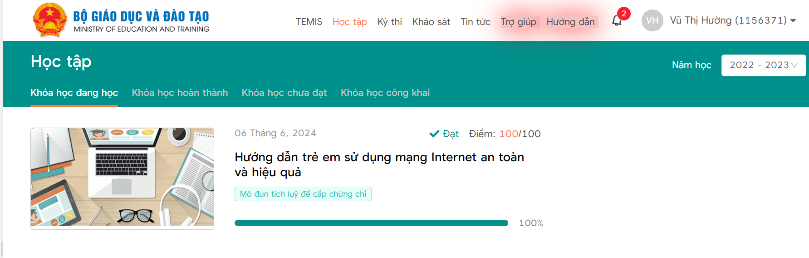 BỘ GIÁO DỤC VÀ ĐÀO TẠO
MINISTRY OF EDUCATION AND TRAINING
TEMIS Học tập Kỳ thi Khảo sát Tin tức Trợ giúp Hướng dẫn 2 VH Vũ Thị Hường (1156371)
Học tập
Năm học 2022 - 2023
Khóa học đang học Khóa học hoàn thành Khóa học chưa đạt Khóa học công khai
06 Tháng 6, 2024 Đạt Điểm: 100/100
Hướng dẫn trẻ em sử dụng mạng Internet an toàn
và hiệu quả
Mô đun tích luỹ để cấp chứng chỉ
100%